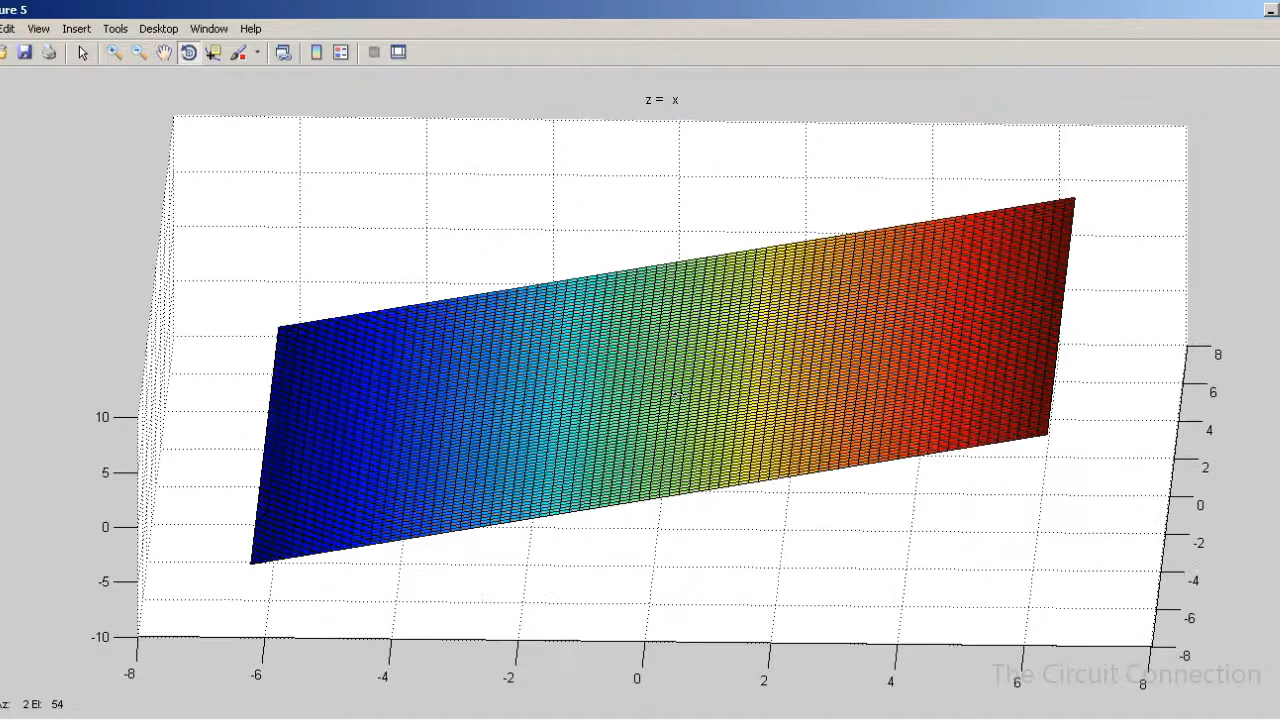 ure 5
Edit View Insert Tools Desktop Window Help
z = x
10
5
0
-5
-10
8
6
4
2
0
-2
-4
-6
-8
-8 -6 -4 -2 0 2 4 6 8
The Circuit Connection
Az: 2 El: 54